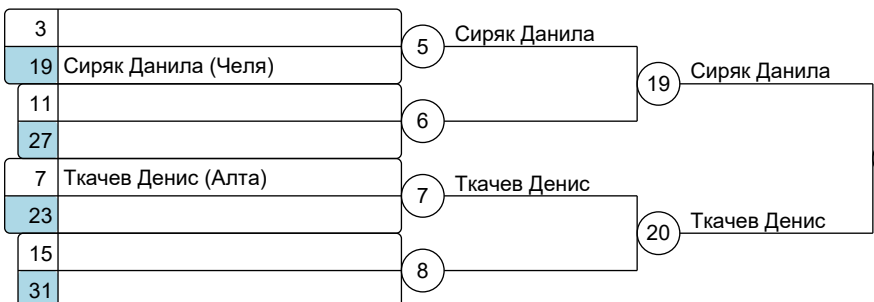 3
5 Сиряк Данила
19 Сиряк Данила (Челя)
19 Сиряк Данила
11
6
27
7 Ткачев Денис (Алта)
7 Ткачев Денис
23
20 Ткачев Денис
15
8
31